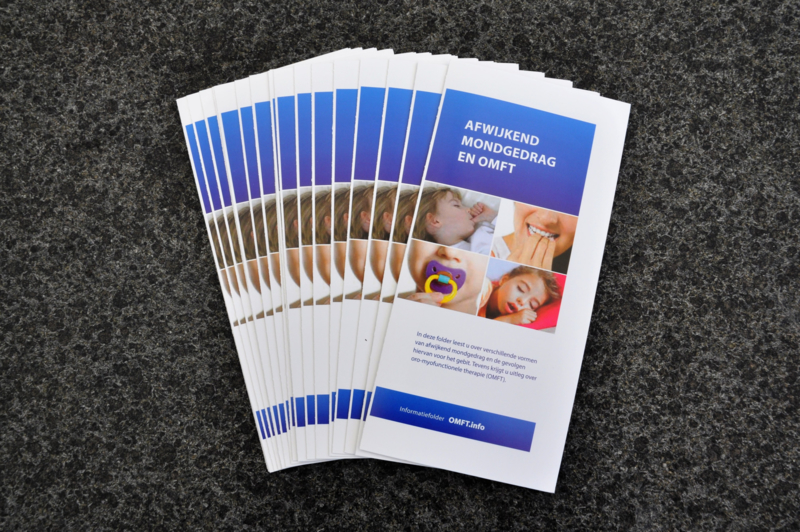 AFWIJKEND
MONDGEDRAG
EN OMFT
In deze folder leest u over verschillende vormen
van afwijkend mondgedrag en de gevolgen
hiervan voor het gebit. Tevens krijgt u uitleg over
oro-myofunctionele therapie (OMFT).
Informatiefolder OMFT.info